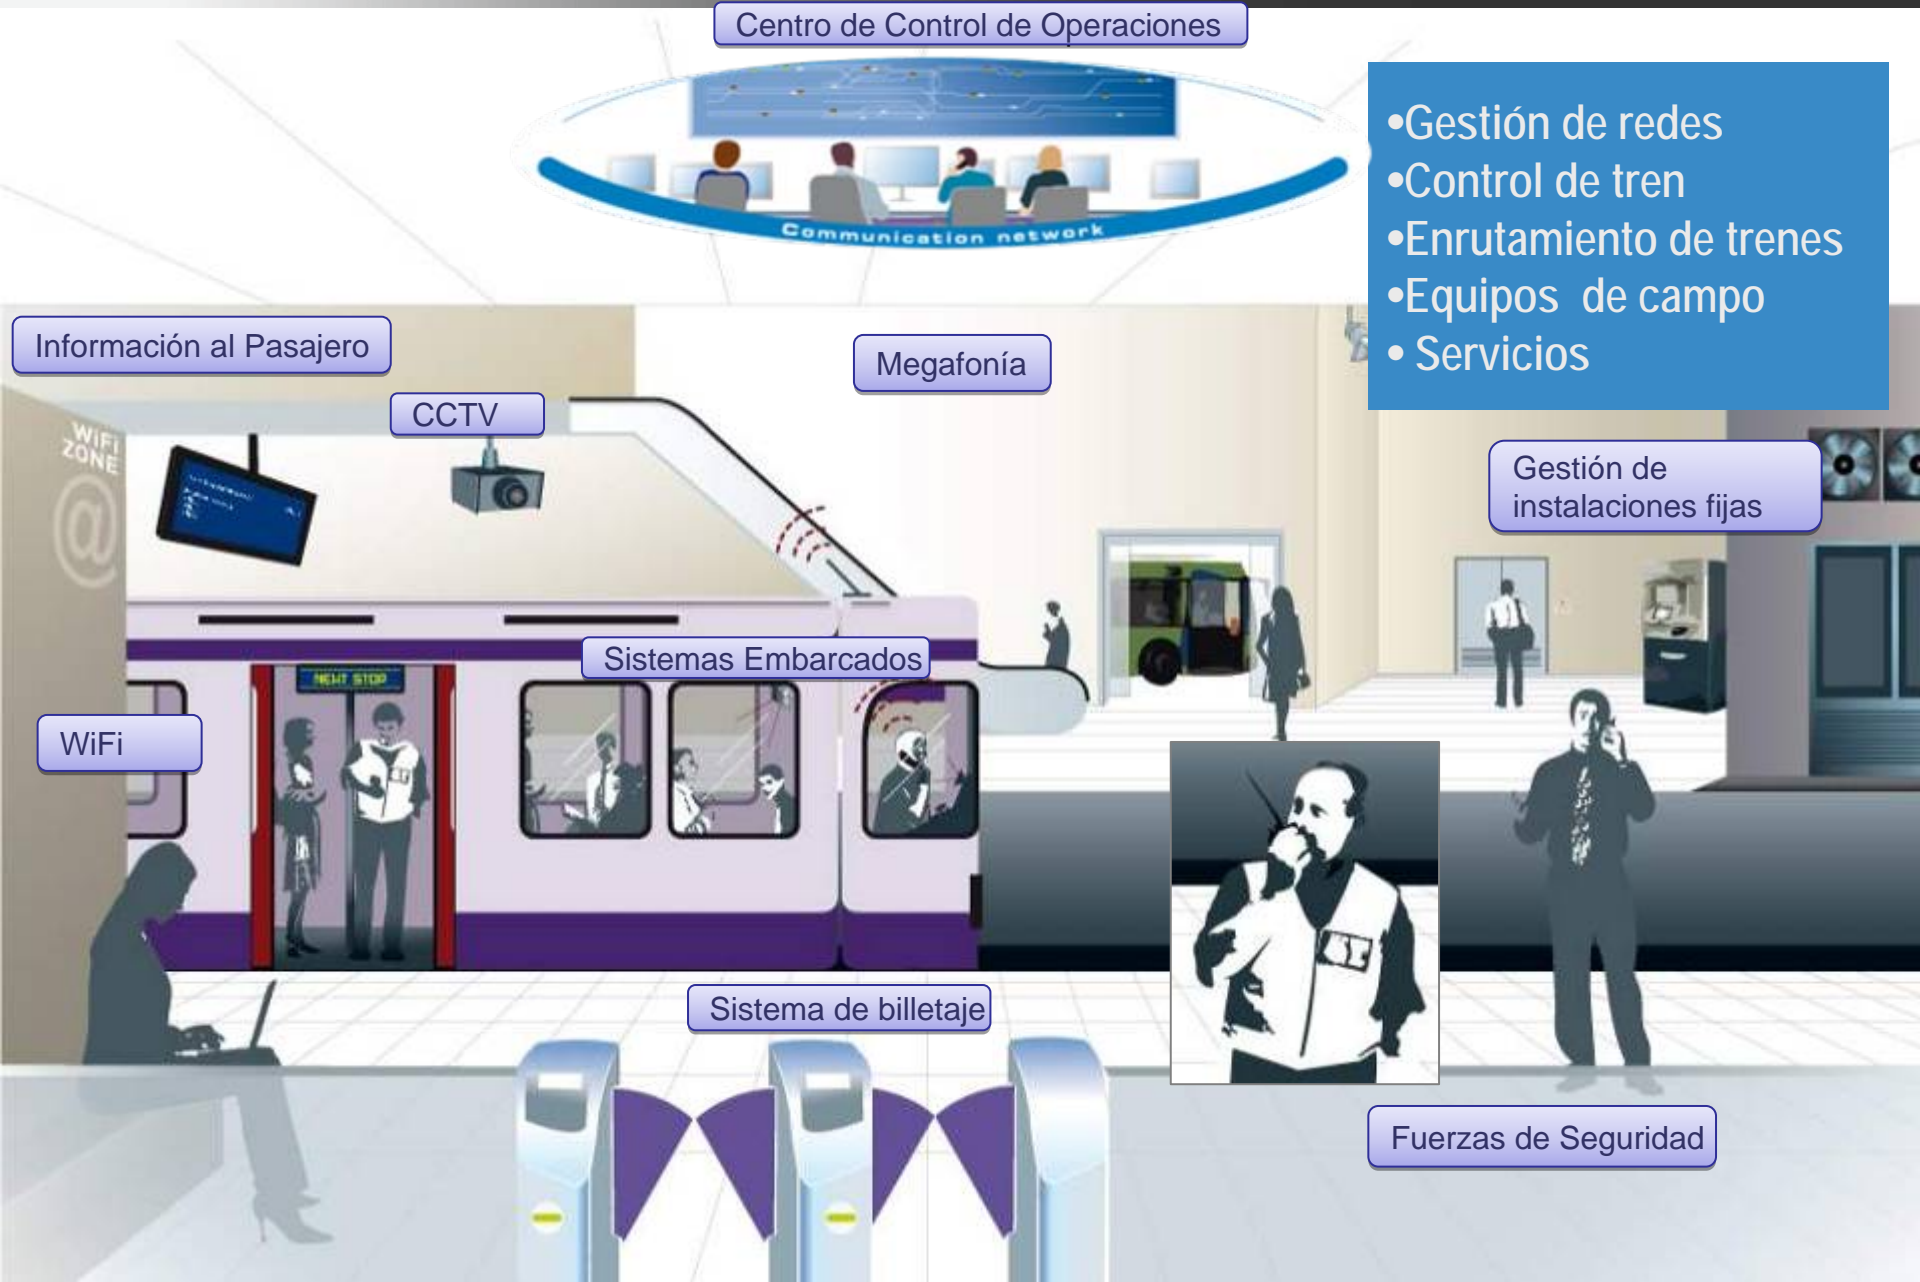 Centro de Control de Operaciones
•Gestión de redes
•Control de tren
•Enrutamiento de trenes
•Equipos de campo
• Servicios
Communication network
Información al Pasajero
Megafonía
CCTV
WiFi
ZONE
@
Gestión de
instalaciones fijas
Sistemas Embarcados
NEXT STOP
WiFi
Sistema de billetaje
Fuerzas de Seguridad